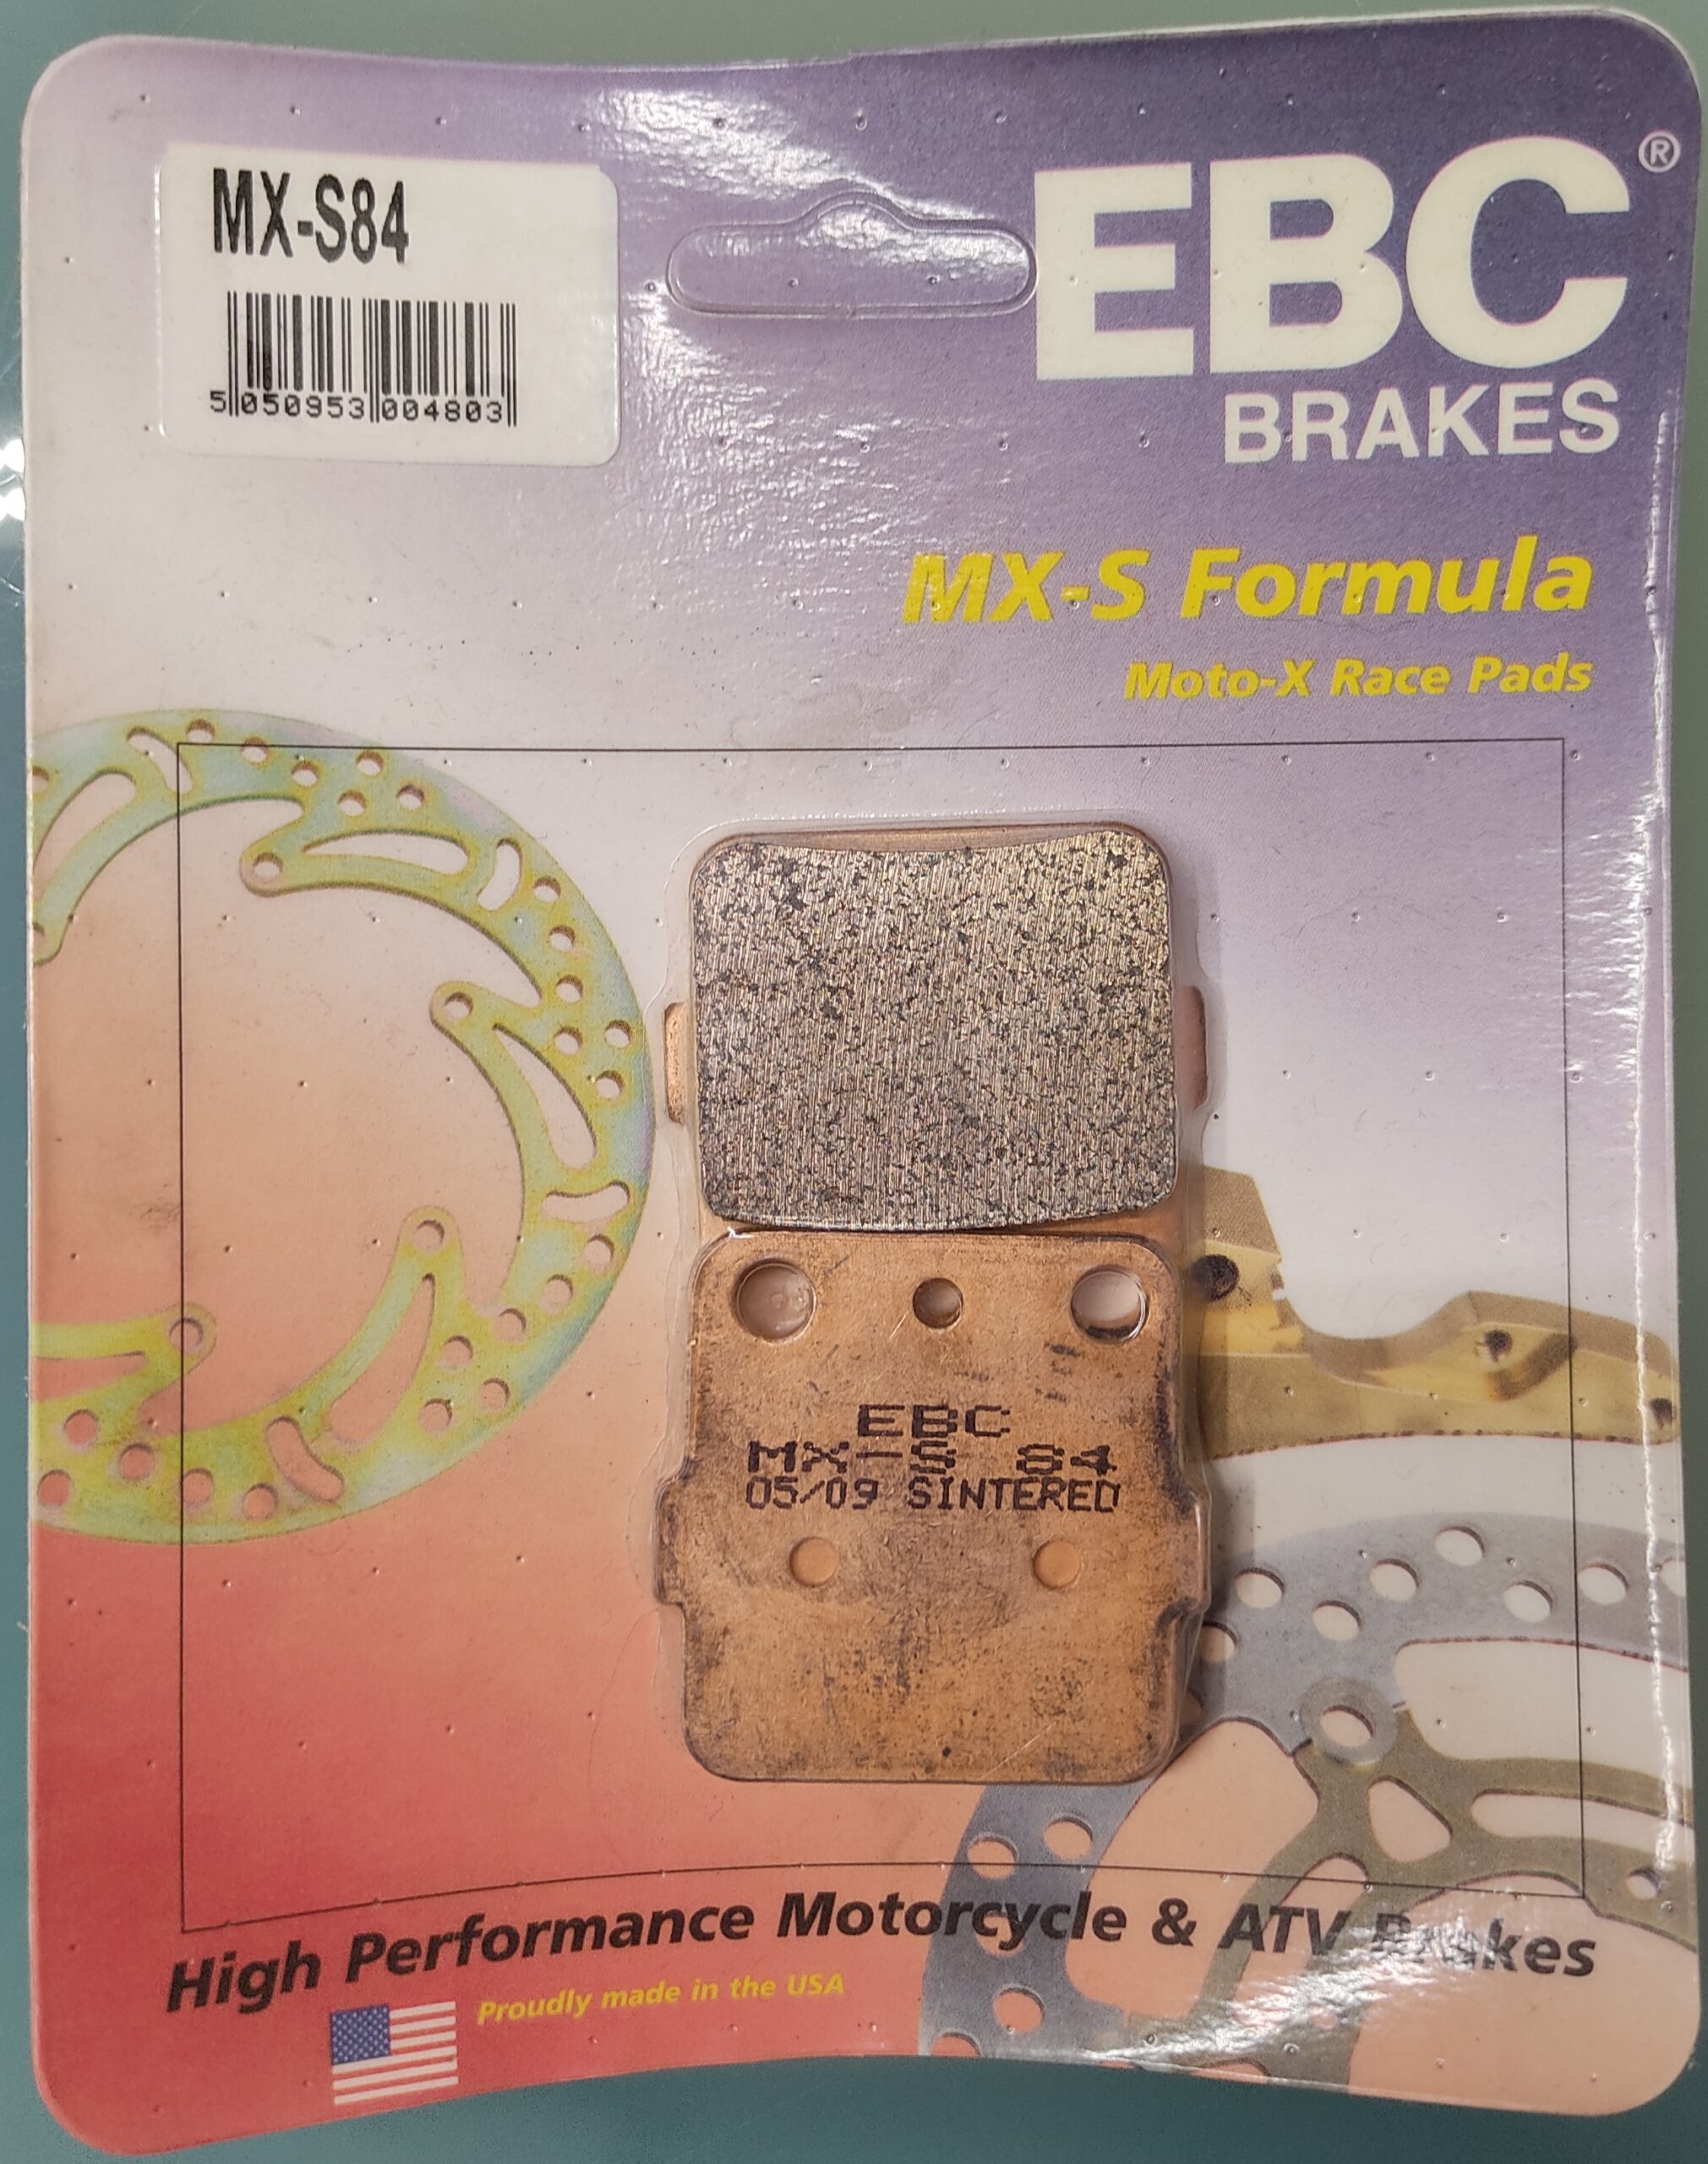 MX-S84
5 050953 004803
EBC®
BRAKES
MX-S Formula
Moto-X Race Pads
EBC
MX-S 84
05/09 SINTERED
High Performance Motorcycle & ATV Brakes
Proudly made in the USA